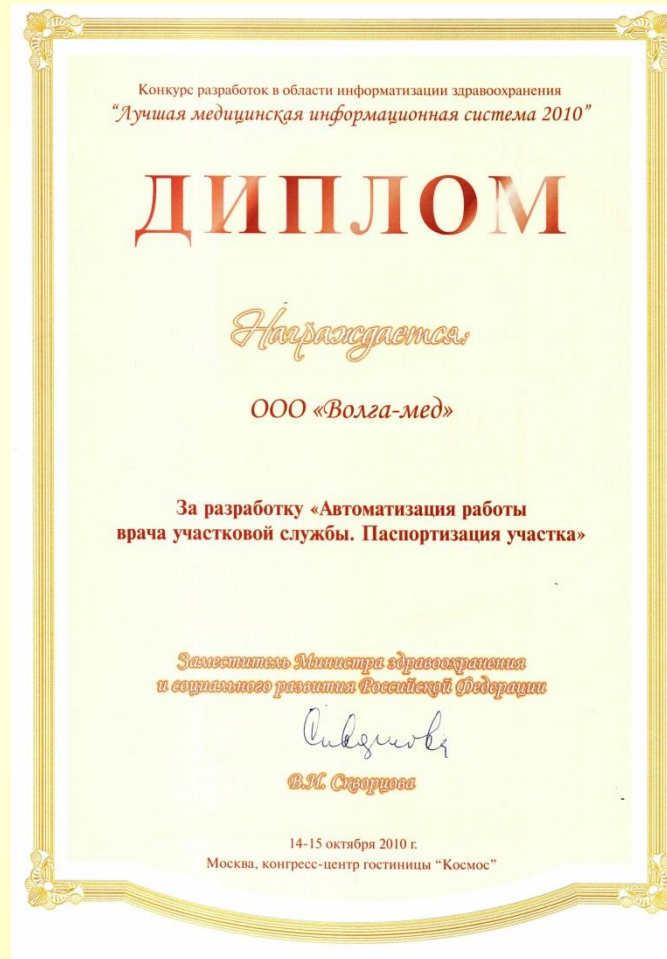 Конкурс разработок в области информатизации здравоохранения
“Лучшая медицинская информационная система 2010”
ДИПЛОМ
Награждается:
ООО «Волга-мед»
За разработку «Автоматизация работы
врача участковой службы. Паспортизация участка»
Заместитель Министра здравоохранения
и социального развития Российской Федерации
В.И. Скворцова
14-15 октября 2010 г.
Москва, конгресс-центр гостиницы “Космос”